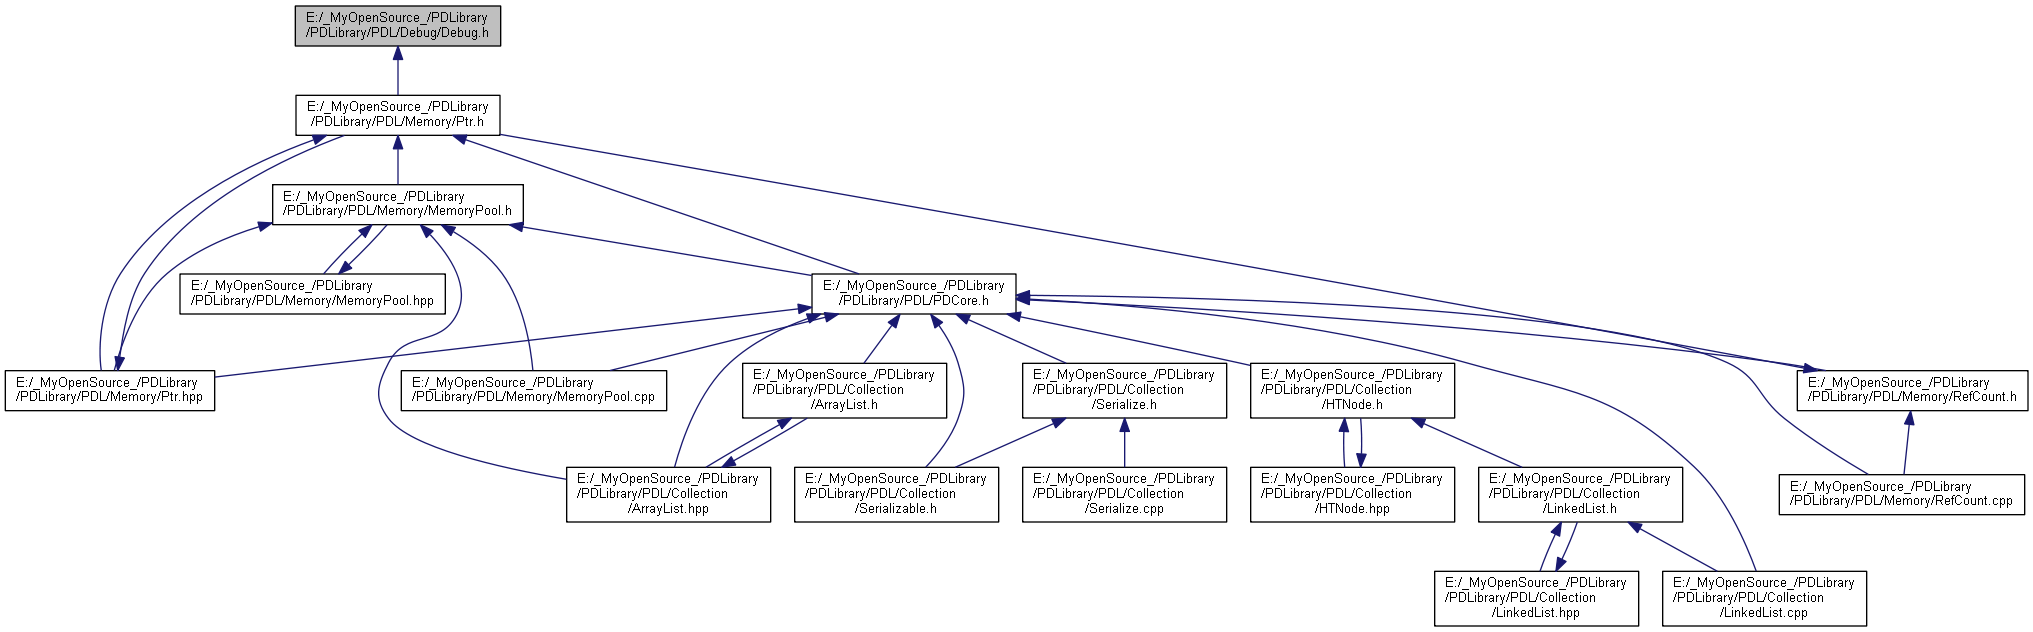 E:/_MyOpenSource_/PDLibrary
/PDLibrary/PDL/Debug/Debug.h
E:/_MyOpenSource_/PDLibrary
/PDLibrary/PDL/Memory/Ptr.h
E:/_MyOpenSource_/PDLibrary
/PDLibrary/PDL/Memory/MemoryPool.h
E:/_MyOpenSource_/PDLibrary
/PDLibrary/PDL/Memory/MemoryPool.hpp
E:/_MyOpenSource_/PDLibrary
/PDLibrary/PDL/PDCore.h
E:/_MyOpenSource_/PDLibrary
/PDLibrary/PDL/Memory/Ptr.hpp
E:/_MyOpenSource_/PDLibrary
/PDLibrary/PDL/Memory/MemoryPool.cpp
E:/_MyOpenSource_/PDLibrary
/PDLibrary/PDL/Collection
/ArrayList.h
E:/_MyOpenSource_/PDLibrary
/PDLibrary/PDL/Collection
/Serialize.h
E:/_MyOpenSource_/PDLibrary
/PDLibrary/PDL/Collection
/HTNode.h
E:/_MyOpenSource_/PDLibrary
/PDLibrary/PDL/Memory/RefCount.h
E:/_MyOpenSource_/PDLibrary
/PDLibrary/PDL/Collection
/ArrayList.hpp
E:/_MyOpenSource_/PDLibrary
/PDLibrary/PDL/Collection
/Serializable.h
E:/_MyOpenSource_/PDLibrary
/PDLibrary/PDL/Collection
/Serialize.cpp
E:/_MyOpenSource_/PDLibrary
/PDLibrary/PDL/Collection
/HTNode.hpp
E:/_MyOpenSource_/PDLibrary
/PDLibrary/PDL/Collection
/LinkedList.h
E:/_MyOpenSource_/PDLibrary
/PDLibrary/PDL/Memory/RefCount.cpp
E:/_MyOpenSource_/PDLibrary
/PDLibrary/PDL/Collection
/LinkedList.hpp
E:/_MyOpenSource_/PDLibrary
/PDLibrary/PDL/Collection
/LinkedList.cpp